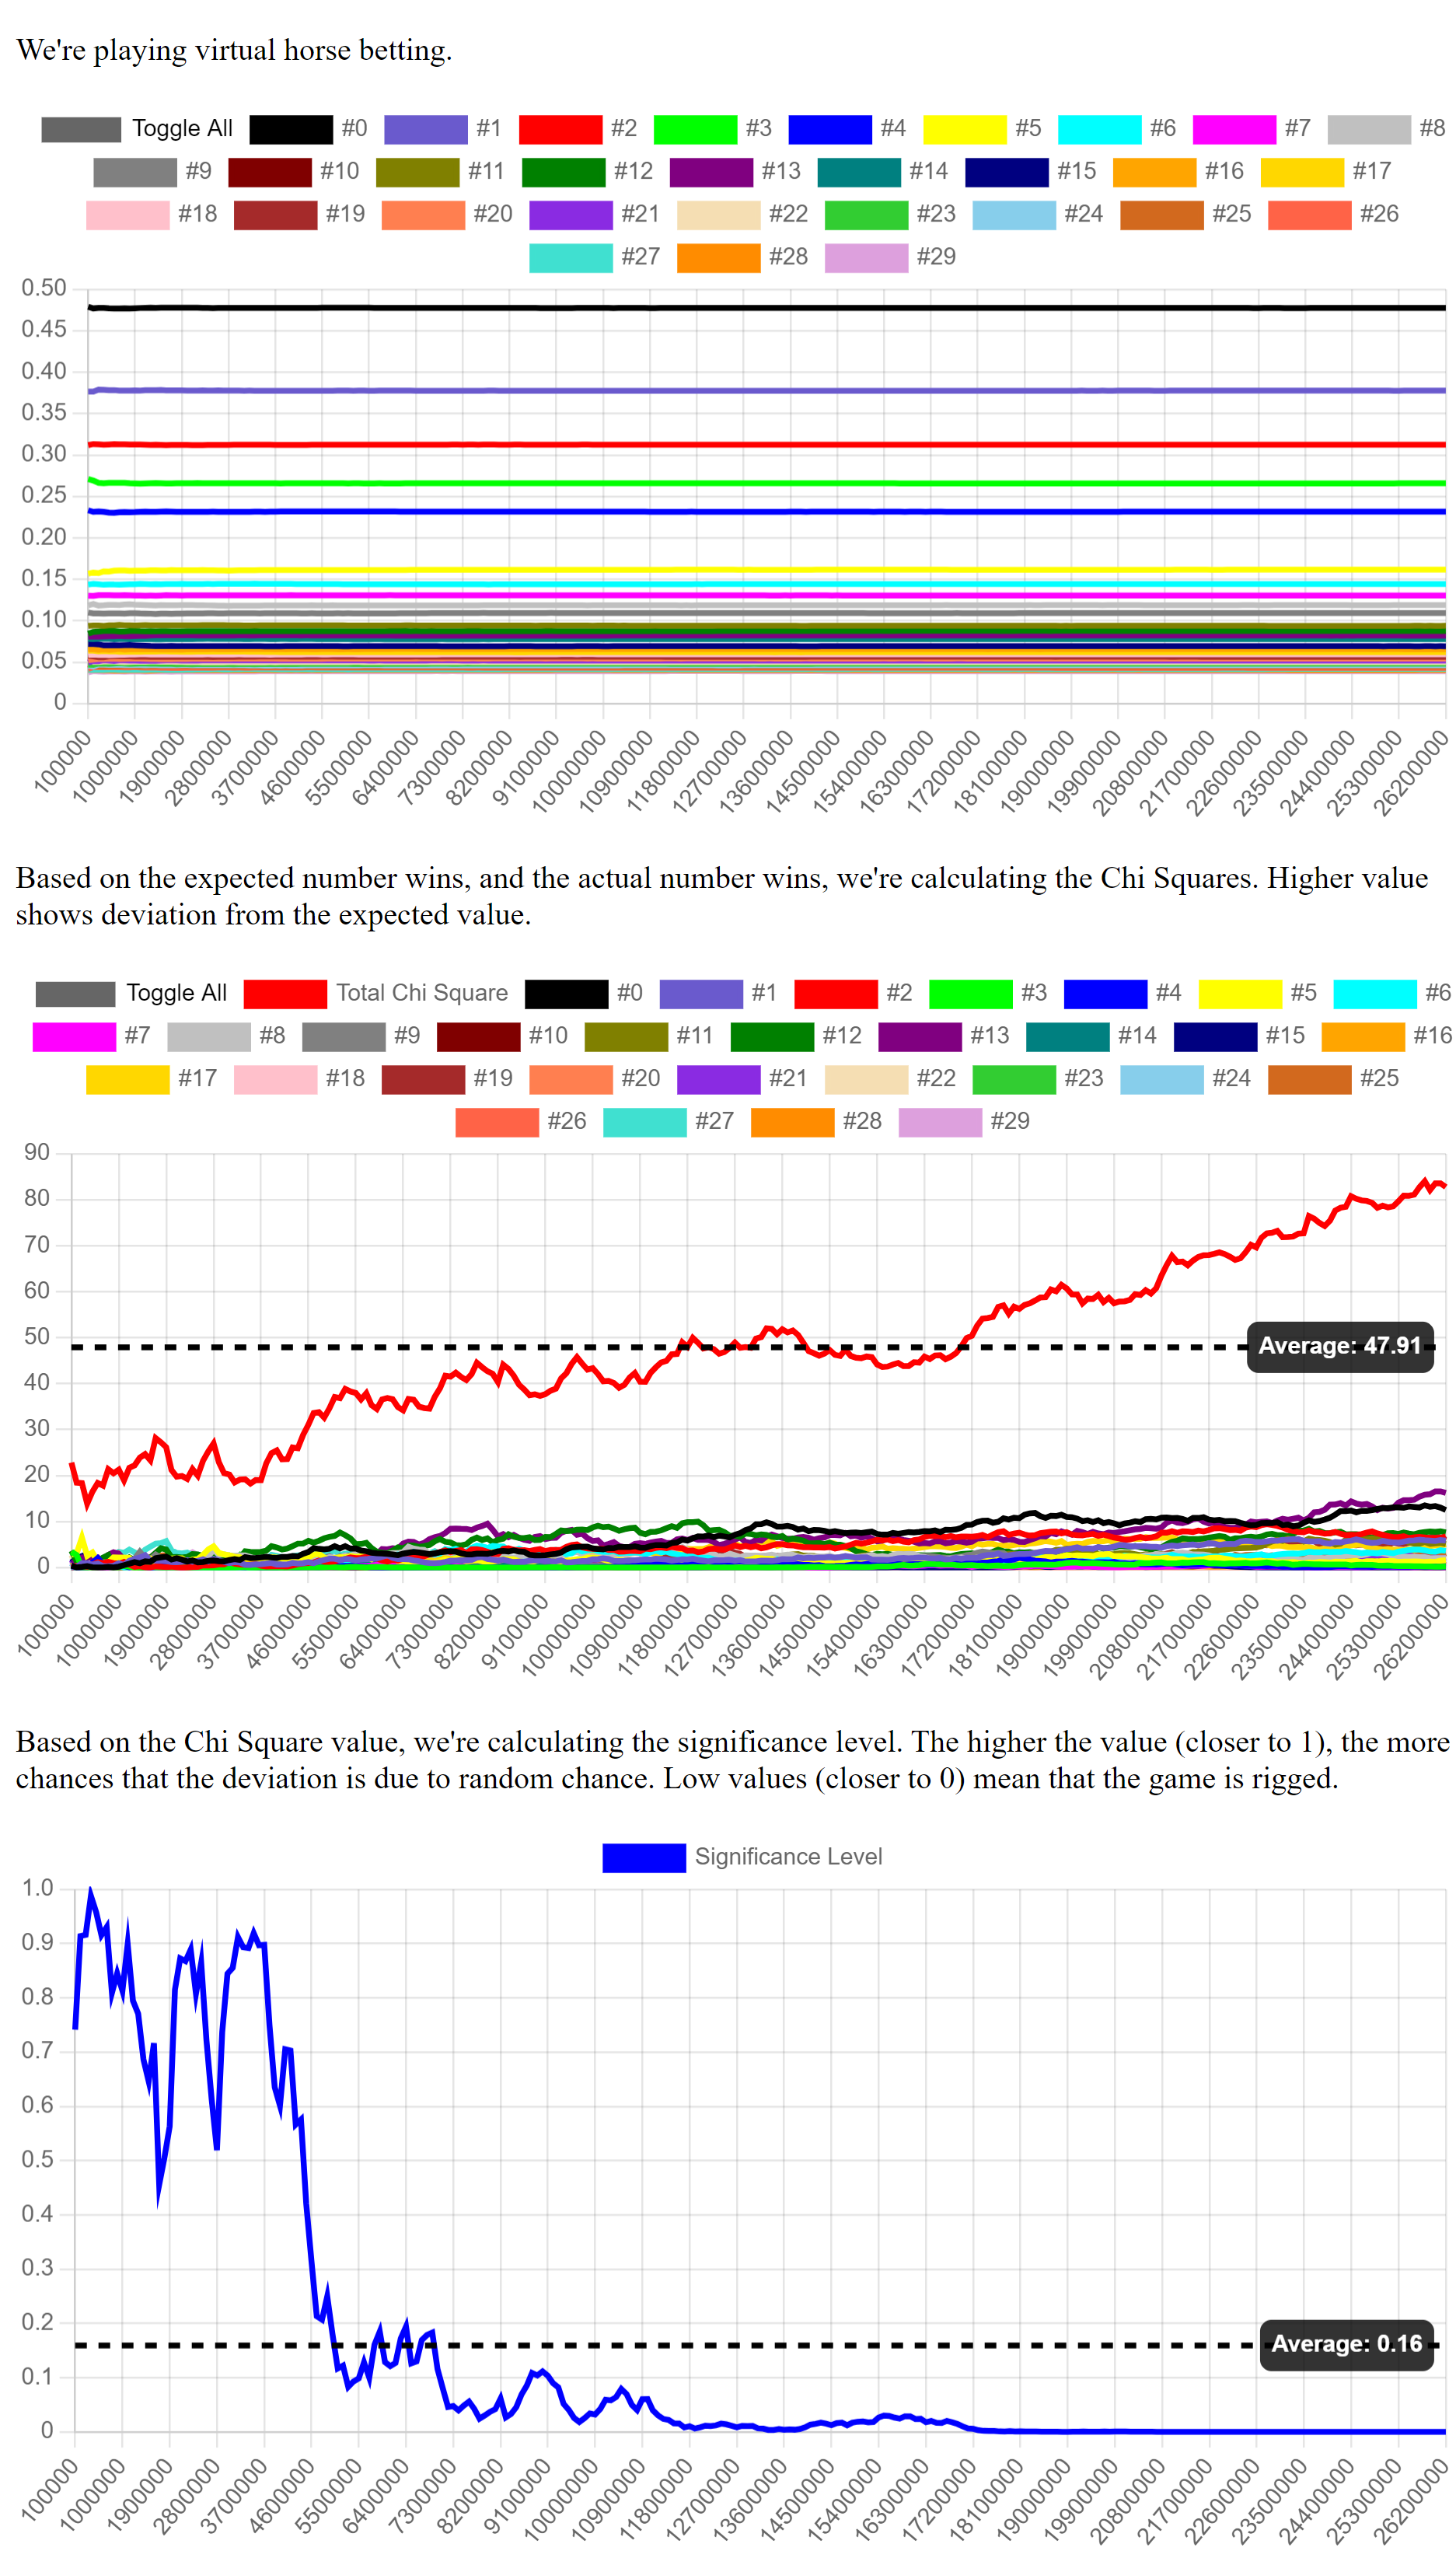 We're playing virtual horse betting.
Toggle All #0 #1 #2 #3 #4 #5 #6 #7 #8
#9 #10 #11 #12 #13 #14 #15 #16 #17
#18 #19 #20 #21 #22 #23 #24 #25 #26
#27 #28 #29
0.50
0.45
0.40
0.35
0.30
0.25
0.20
0.15
0.10
0.05
0
100000 1000000 1900000 2800000 3700000 4600000 5500000 6400000 7300000 8200000 9100000 10000000 10900000 11800000 12700000 13600000 14500000 15400000 16300000 17200000 18100000 19000000 19900000 20800000 21700000 22600000 23500000 24400000 25300000 26200000
Based on the expected number wins, and the actual number wins, we're calculating the Chi Squares. Higher value
shows deviation from the expected value.
Toggle All Total Chi Square #0 #1 #2 #3 #4 #5 #6
#7 #8 #9 #10 #11 #12 #13 #14 #15 #16
#17 #18 #19 #20 #21 #22 #23 #24 #25
#26 #27 #28 #29
90
80
70
60
50
Average: 47.91
40
30
20
10
0
100000 1000000 1900000 2800000 3700000 4600000 5500000 6400000 7300000 8200000 9100000 10000000 10900000 11800000 12700000 13600000 14500000 15400000 16300000 17200000 18100000 19000000 19900000 20800000 21700000 22600000 23500000 24400000 25300000 26200000
Based on the Chi Square value, we're calculating the significance level. The higher the value (closer to 1), the more
chances that the deviation is due to random chance. Low values (closer to 0) mean that the game is rigged.
Significance Level
1.0
0.9
0.8
0.7
0.6
0.5
0.4
0.3
0.2
Average: 0.16
0.1
0
100000 1000000 1900000 2800000 3700000 4600000 5500000 6400000 7300000 8200000 9100000 10000000 10900000 11800000 12700000 13600000 14500000 15400000 16300000 17200000 18100000 19000000 19900000 20800000 21700000 22600000 23500000 24400000 25300000 26200000